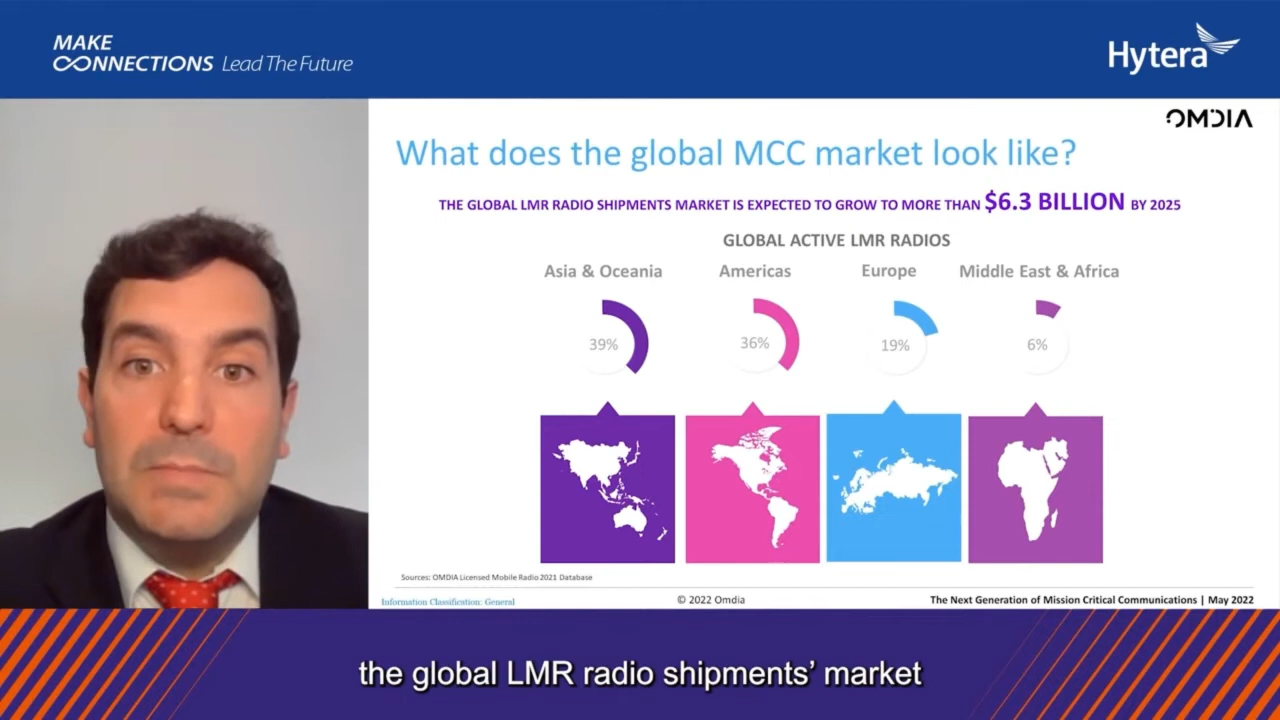 MAKE
CONNECTIONS Lead The Future
Hytera
OMDIA
What does the global MCC market look like?
THE GLOBAL LMR RADIO SHIPMENTS MARKET IS EXPECTED TO GROW TO MORE THAN $6.3 BILLION BY 2025
GLOBAL ACTIVE LMR RADIOS
Asia & Oceania Americas Europe Middle East & Africa
39% 36% 19% 6%
Sources: OMDIA Licensed Mobile Radio 2021 Database
Information Classification: General © 2022 Omdia The Next Generation of Mission Critical Communications | May 2022
the global LMR radio shipments’ market